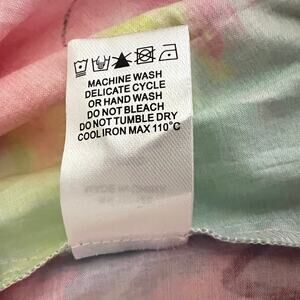 MACHINE WASH
DELICATE CYCLE
OR HAND WASH
DO NOT BLEACH
DO NOT TUMBLE DRY
COOL IRON MAX 110°C